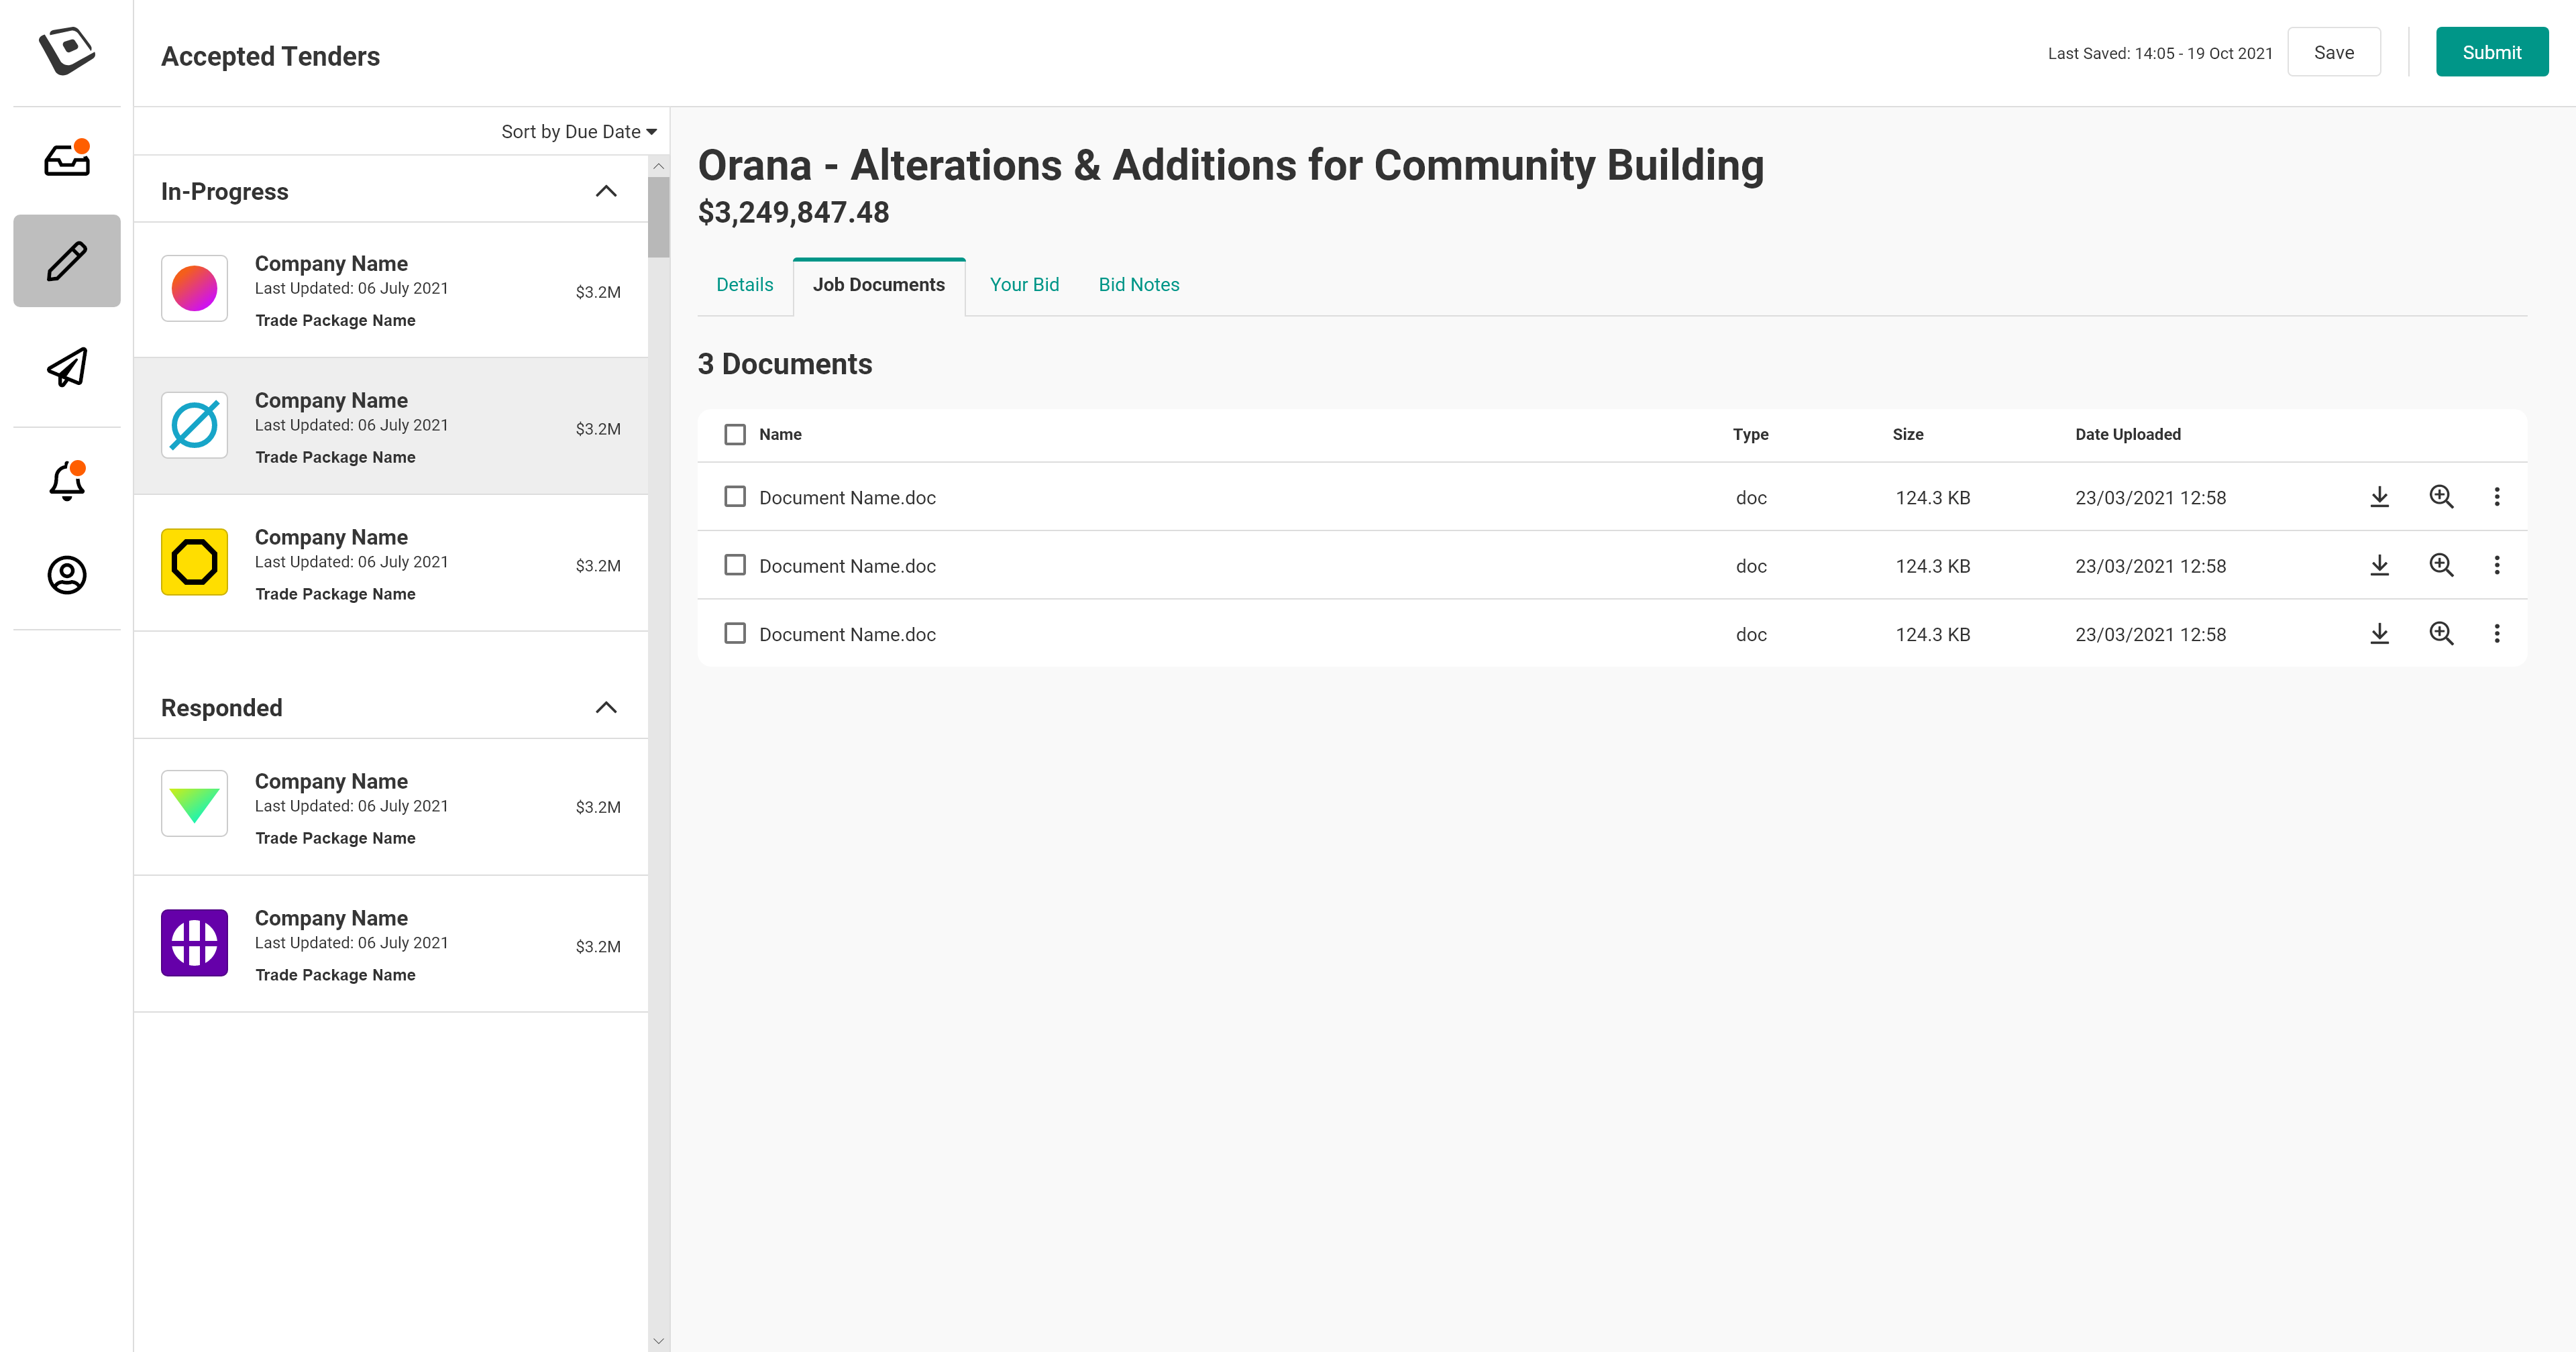 Accepted Tenders
Last Saved: 14:05 - 19 Oct 2021
Save
Submit
Sort by Due Date
In-Progress
Company Name
Last Updated: 06 July 2021
$3.2M
Trade Package Name
Company Name
Last Updated: 06 July 2021
$3.2M
Trade Package Name
Company Name
Last Updated: 06 July 2021
$3.2M
Trade Package Name
Responded
Company Name
Last Updated: 06 July 2021
$3.2M
Trade Package Name
Company Name
Last Updated: 06 July 2021
$3.2M
Trade Package Name
Orana - Alterations & Additions for Community Building
$3,249,847.48
Details Job Documents Your Bid Bid Notes
3 Documents
Name Type Size Date Uploaded
Document Name.doc doc 124.3 KB 23/03/2021 12:58
Document Name.doc doc 124.3 KB 23/03/2021 12:58
Document Name.doc doc 124.3 KB 23/03/2021 12:58